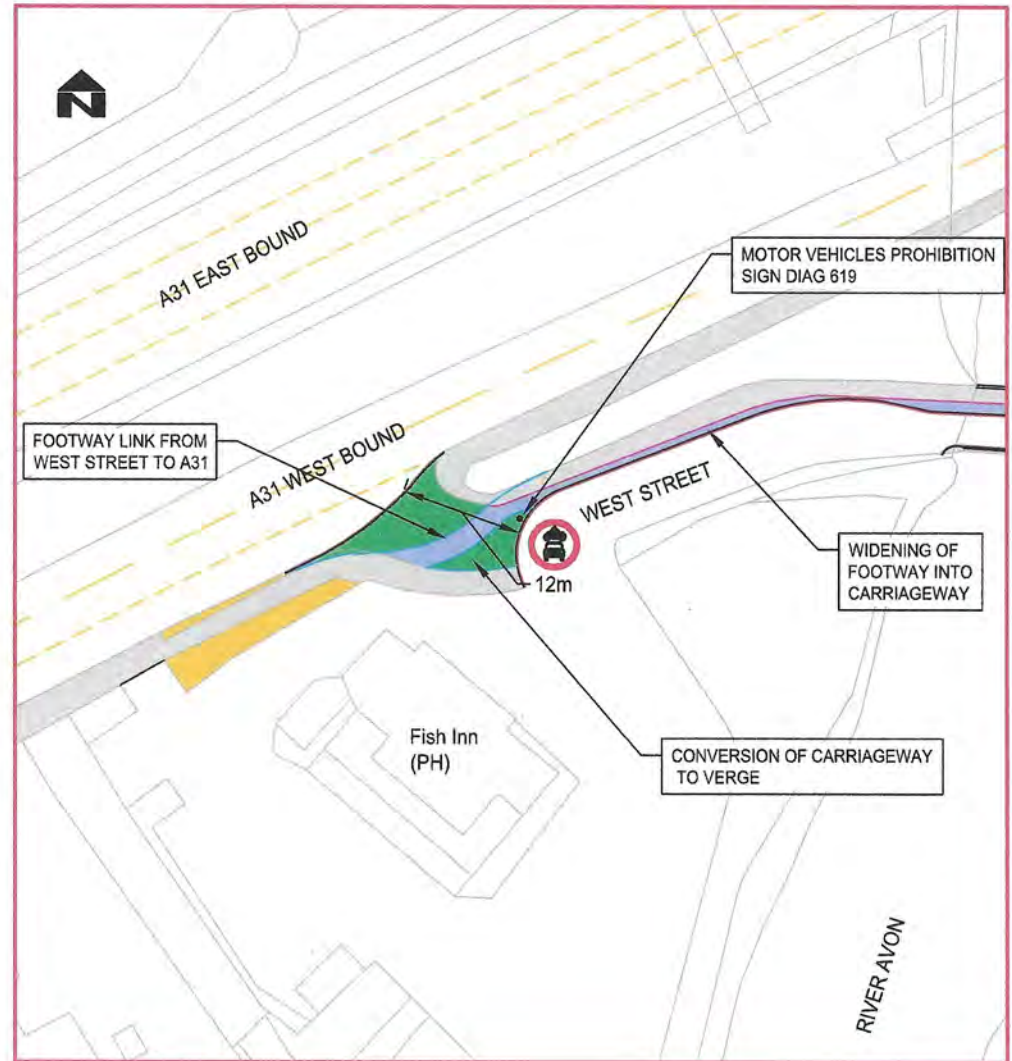 N
A31 EAST BOUND
MOTOR VEHICLES PROHIBITION
SIGN DIAG 619
FOOTWAY LINK FROM
WEST STREET TO A31
A31 WEST BOUND
WEST STREET
WIDENING OF
FOOTWAY INTO
CARRIAGEWAY
12m
Fish Inn
(PH)
CONVERSION OF CARRIAGEWAY
TO VERGE
RIVER AVON